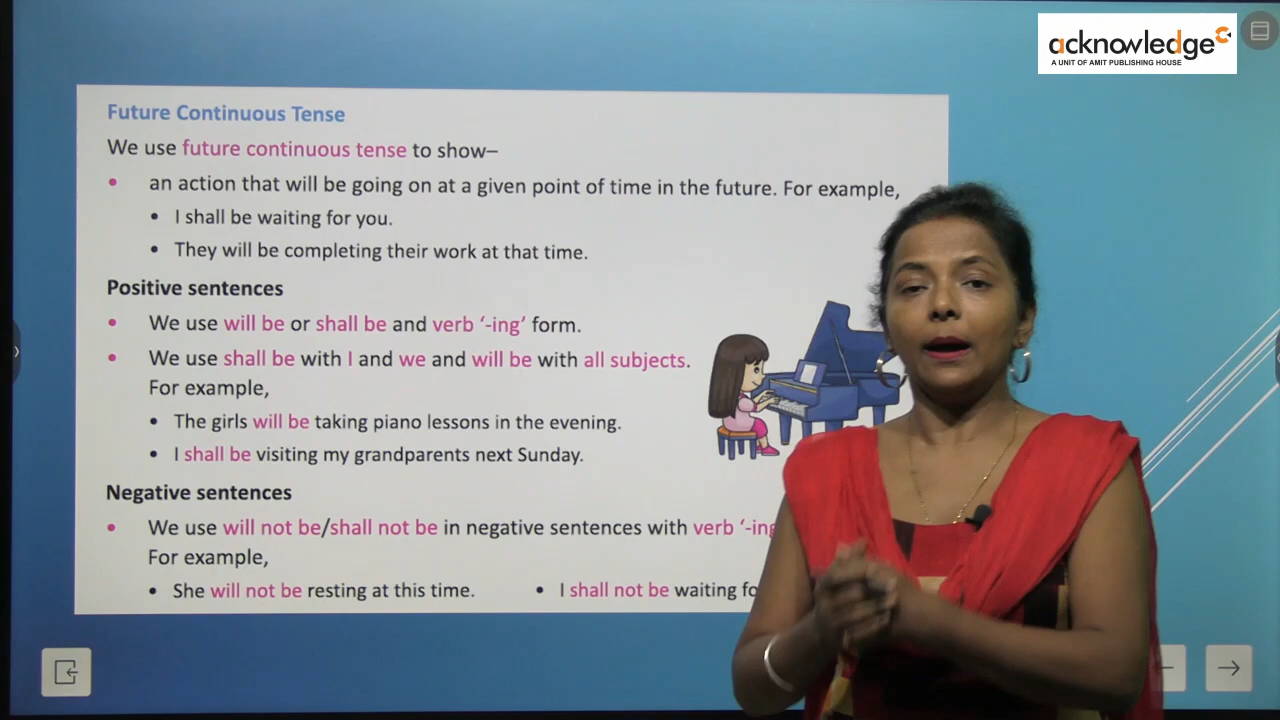 acknowledge
A UNIT OF AMIT PUBLISHING HOUSE
Future Continuous Tense
We use future continuous tense to show–
• an action that will be going on at a given point of time in the future. For example,
• I shall be waiting for you.
• They will be completing their work at that time.
Positive sentences
• We use will be or shall be and verb ‘-ing’ form.
• We use shall be with I and we and will be with all subjects.
For example,
• The girls will be taking piano lessons in the evening.
• I shall be visiting my grandparents next Sunday.
Negative sentences
• We use will not be/shall not be in negative sentences with verb ‘-ing
For example,
• She will not be resting at this time. • I shall not be waiting